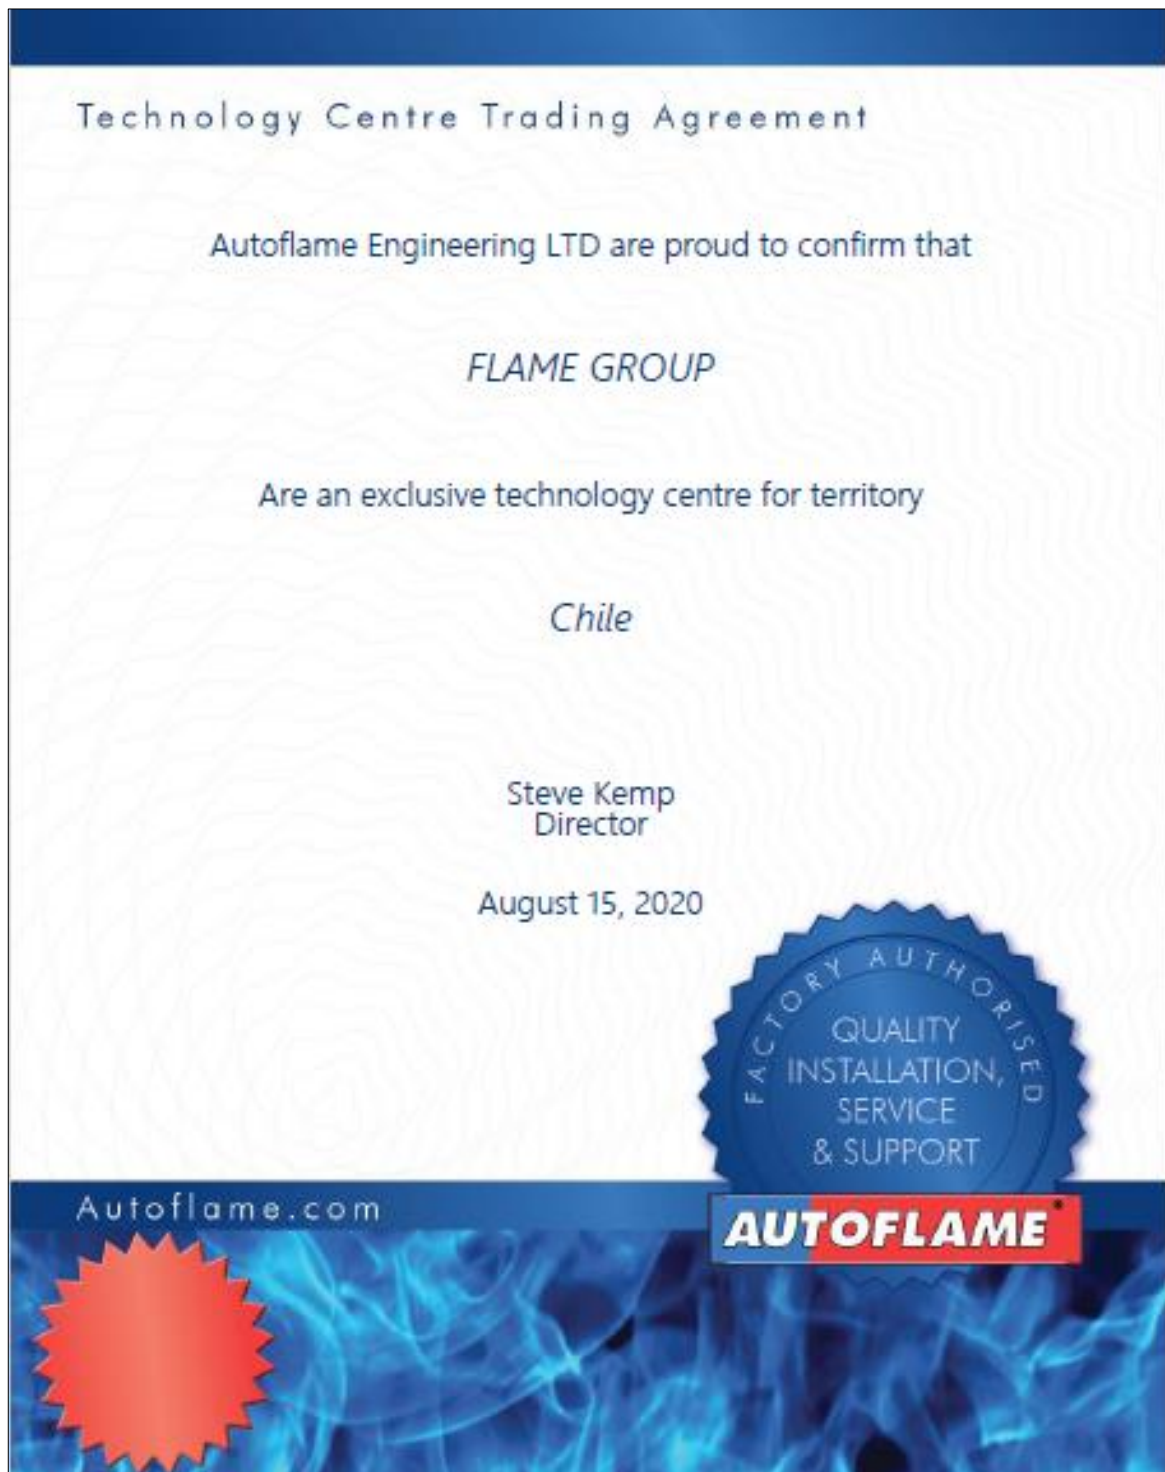 Technology Centre Trading Agreement
Autoflame Engineering LTD are proud to confirm that
FLAME GROUP
Are an exclusive technology centre for territory
Chile
Steve Kemp
Director
August 15, 2020
FACTORY AUTHORISED
QUALITY
INSTALLATION,
SERVICE
& SUPPORT
Autoflame.com
AUTOFLAME®